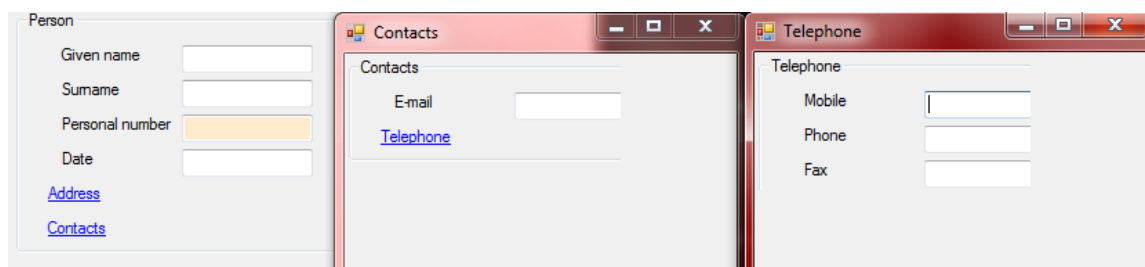 Person
Given name
Surname
Personal number
Date
Address
Contacts
Contacts
Contacts
E-mail
Telephone
Telephone
Telephone
Mobile
Phone
Fax